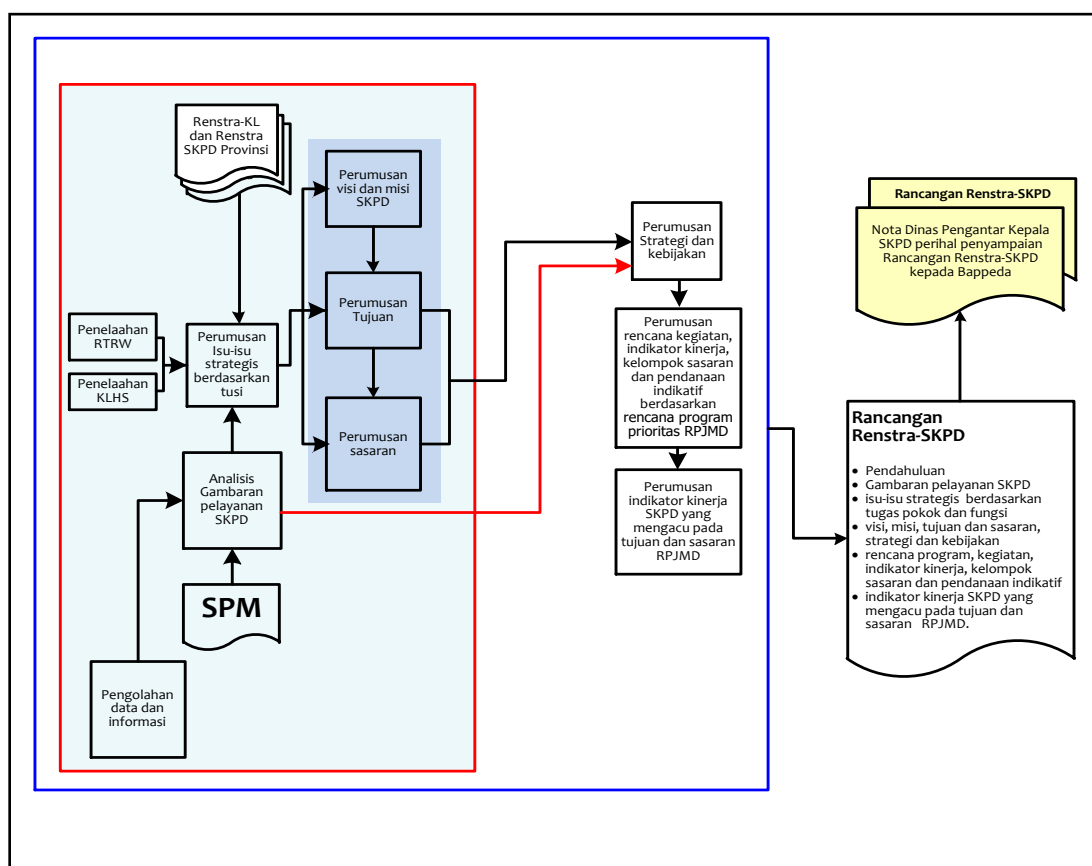 Renstra-KL
dan Renstra
SKPD Provinsi
Perumusan
visi dan misi
SKPD
Perumusan
Tujuan
Perumusan
sasaran
Penelaahan
RTRW
Penelaahan
KLHS
Perumusan
Isu-isu
strategis
berdasarkan
tusi
Analisis
Gambaran
pelayanan
SKPD
SPM
Pengolahan
data dan
informasi
Perumusan
Strategi dan
kebijakan
Perumusan
rencana kegiatan,
indikator kinerja,
kelompok sasaran
dan pendanaan
indikatif
berdasarkan
rencana program
prioritas RPJMD
Perumusan
indikator kinerja
SKPD yang
mengacu pada
tujuan dan sasaran
RPJMD
Rancangan Renstra-SKPD
Nota Dinas Pengantar Kepala
SKPD perihal penyampaian
Rancangan Renstra-SKPD
kepada Bappeda
Rancangan
Renstra-SKPD
• Pendahuluan
• Gambaran pelayanan SKPD
• isu-isu strategis berdasarkan
tugas pokok dan fungsi
• visi, misi, tujuan dan sasaran,
strategi dan kebijakan
• rencana program, kegiatan,
indikator kinerja, kelompok
sasaran dan pendanaan indikatif
• indikator kinerja SKPD yang
mengacu pada tujuan dan
sasaran RPJMD.